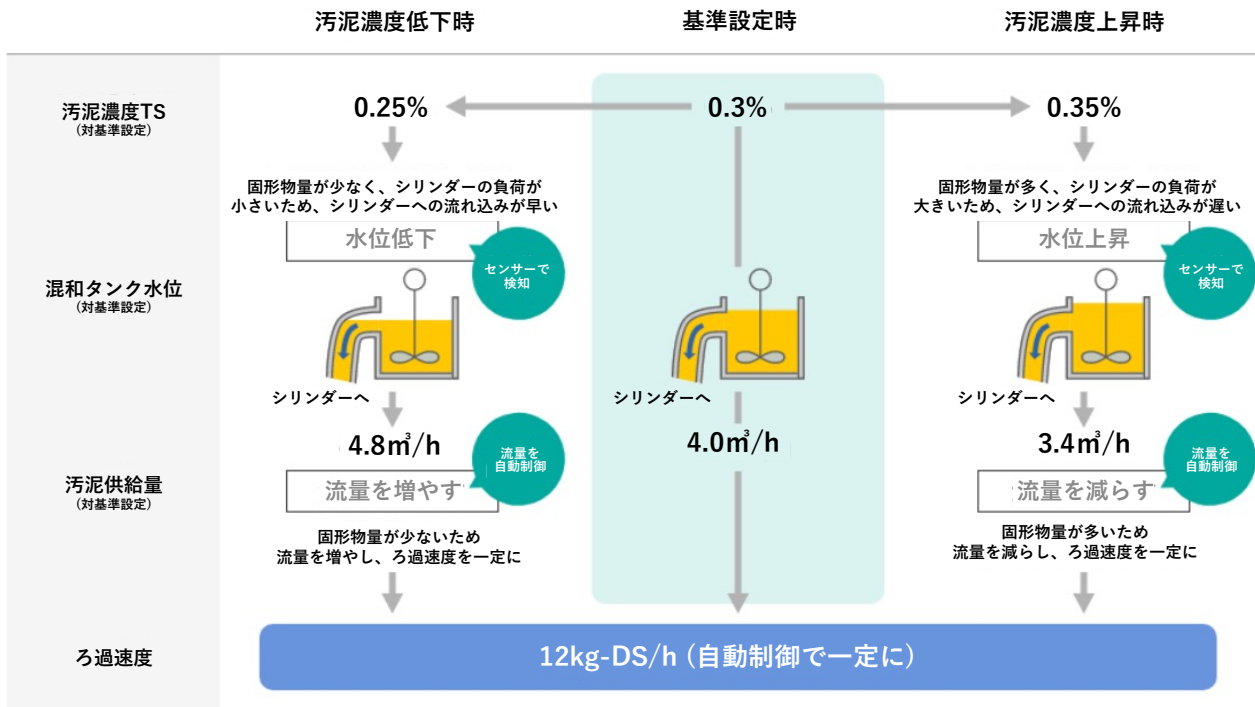 汚泥濃度低下時
基準設定時
汚泥濃度上昇時
汚泥濃度TS
(対基準設定)
0.25%
0.3%
0.35%
固形物量が少なく、シリンダーの負荷が
小さいため、シリンダーへの流れ込みが早い
固形物量が多く、シリンダーの負荷が
大きいため、シリンダーへの流れ込みが遅い
混和タンク水位
(対基準設定)
水位低下
センサーで
検知
水位上昇
センサーで
検知
シリンダーへ
シリンダーへ
シリンダーへ
汚泥供給量
(対基準設定)
4.8㎥/h
流量を
自動制御
4.0㎥/h
3.4㎥/h
流量を
自動制御
流量を増やす
流量を減らす
固形物量が少ないため
流量を増やし、ろ過速度を一定に
固形物量が多いため
流量を減らし、ろ過速度を一定に
ろ過速度
12kg-DS/h (自動制御で一定に)